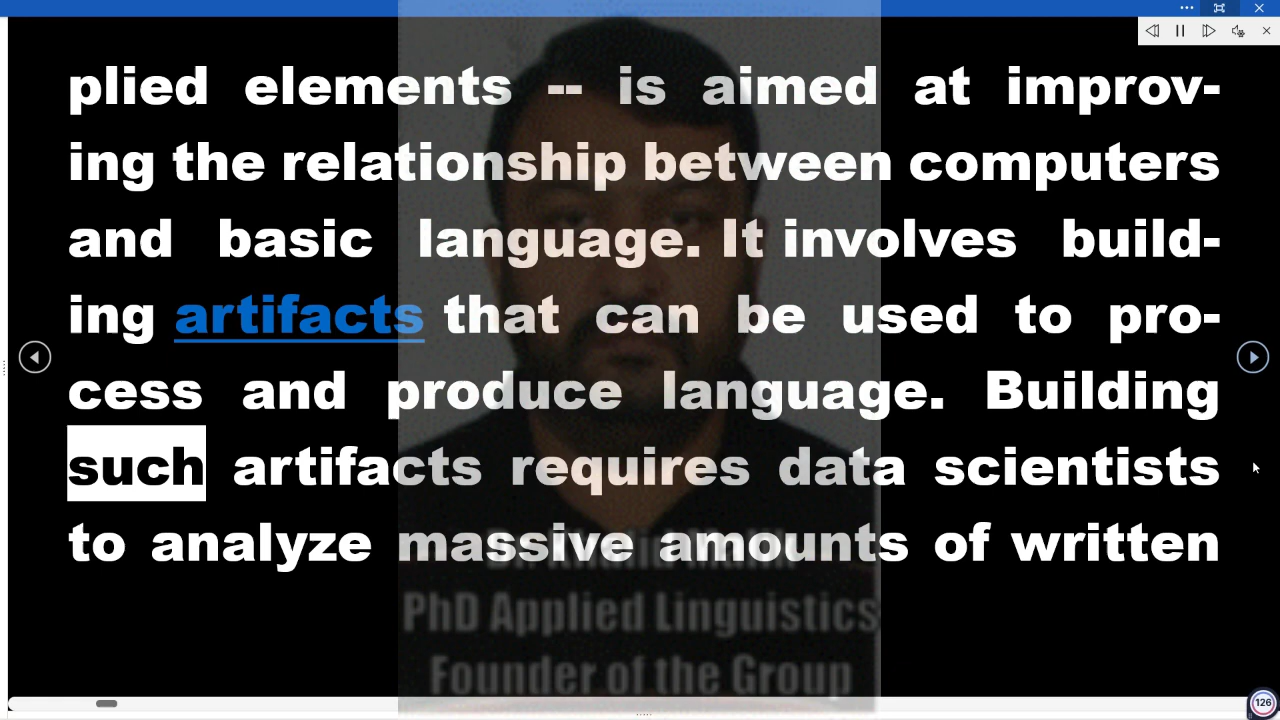 plied elements -- is aimed at improv-
ing the relationship between computers
and basic language. It involves build-
ing artifacts that can be used to pro-
cess and produce language. Building
such artifacts requires data scientists
to analyze massive amounts of written
PhD Applied Linguistics
Founder of the Group
126